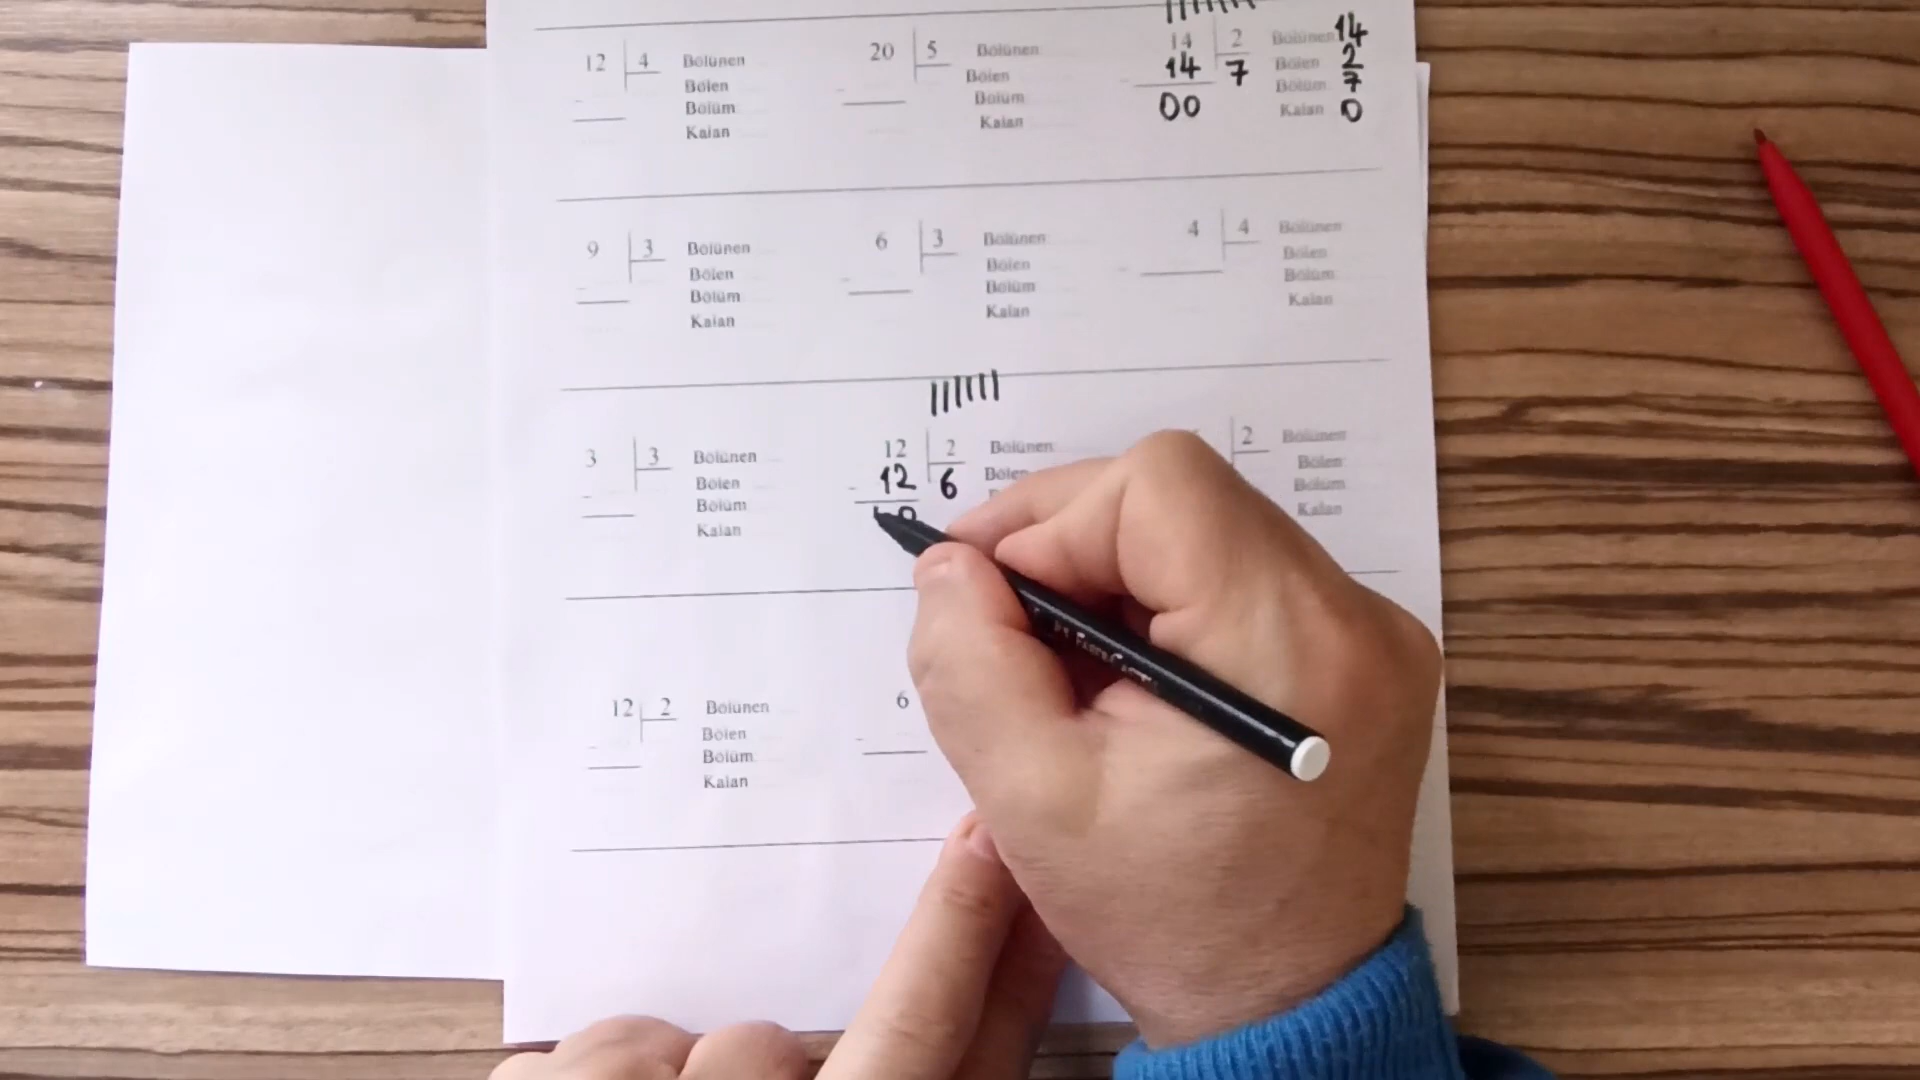 12 4 Bölünen
Bölen
Bölüm
Kalan
20 5 Bölünen
Bölen
Bölüm
Kalan
14 2 Bölünen 14
14 7 Bölen 2
Bölüm 7
00 Kalan 0
9 3 Bölünen
Bölen
Bölüm
Kalan
6 3 Bölünen
Bölen
Bölüm
Kalan
4 4 Bölünen
Bölen
Bölüm
Kalan
3 3 Bölünen
Bölen
Bölüm
Kalan
12 2 Bölünen
12 6 Bölen
2 Bölünen
Bölen
Bölüm
Kalan
12 2 Bölünen
Bölen
Bölüm
Kalan
6